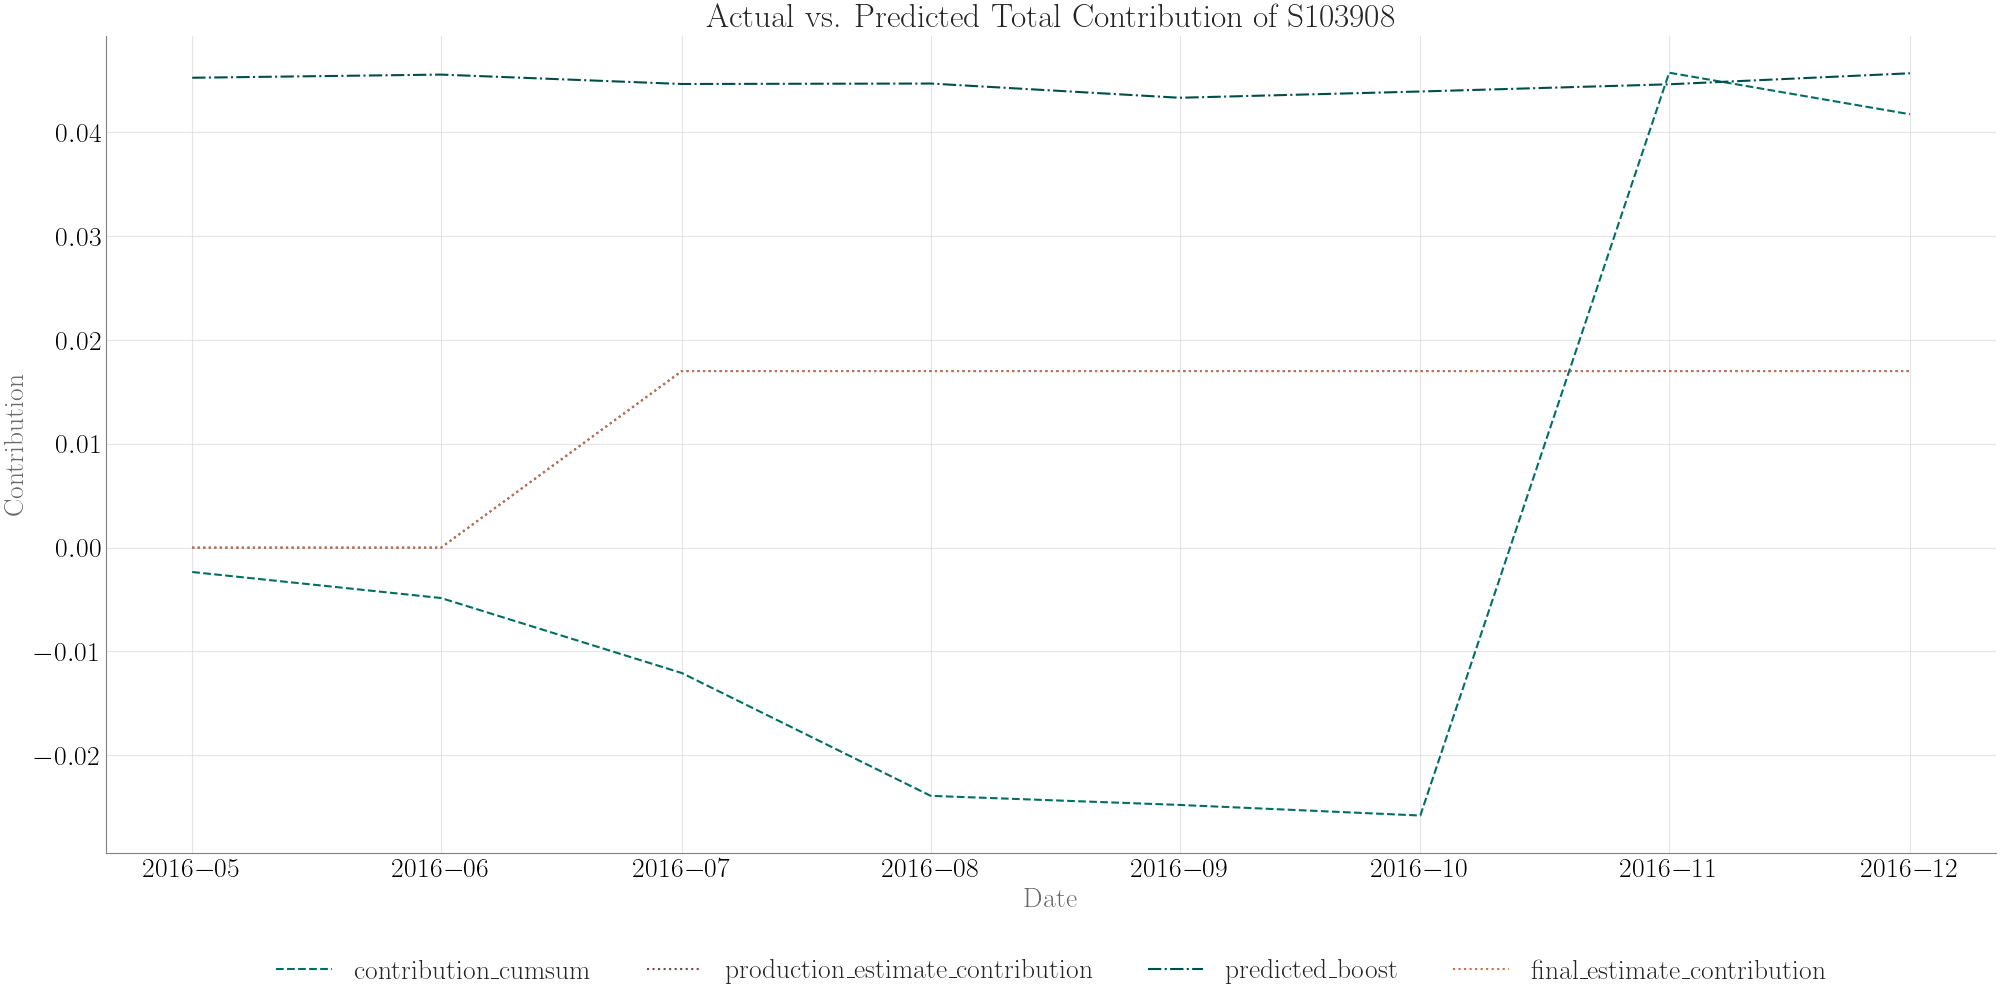 Actual vs. Predicted Total Contribution of S103908
Contribution
0.04
0.03
0.02
0.01
0.00
−0.01
−0.02
2016−05 2016−06 2016−07 2016−08 2016−09 2016−10 2016−11 2016−12
Date
contribution_cumsum production_estimate_contribution predicted_boost final_estimate_contribution